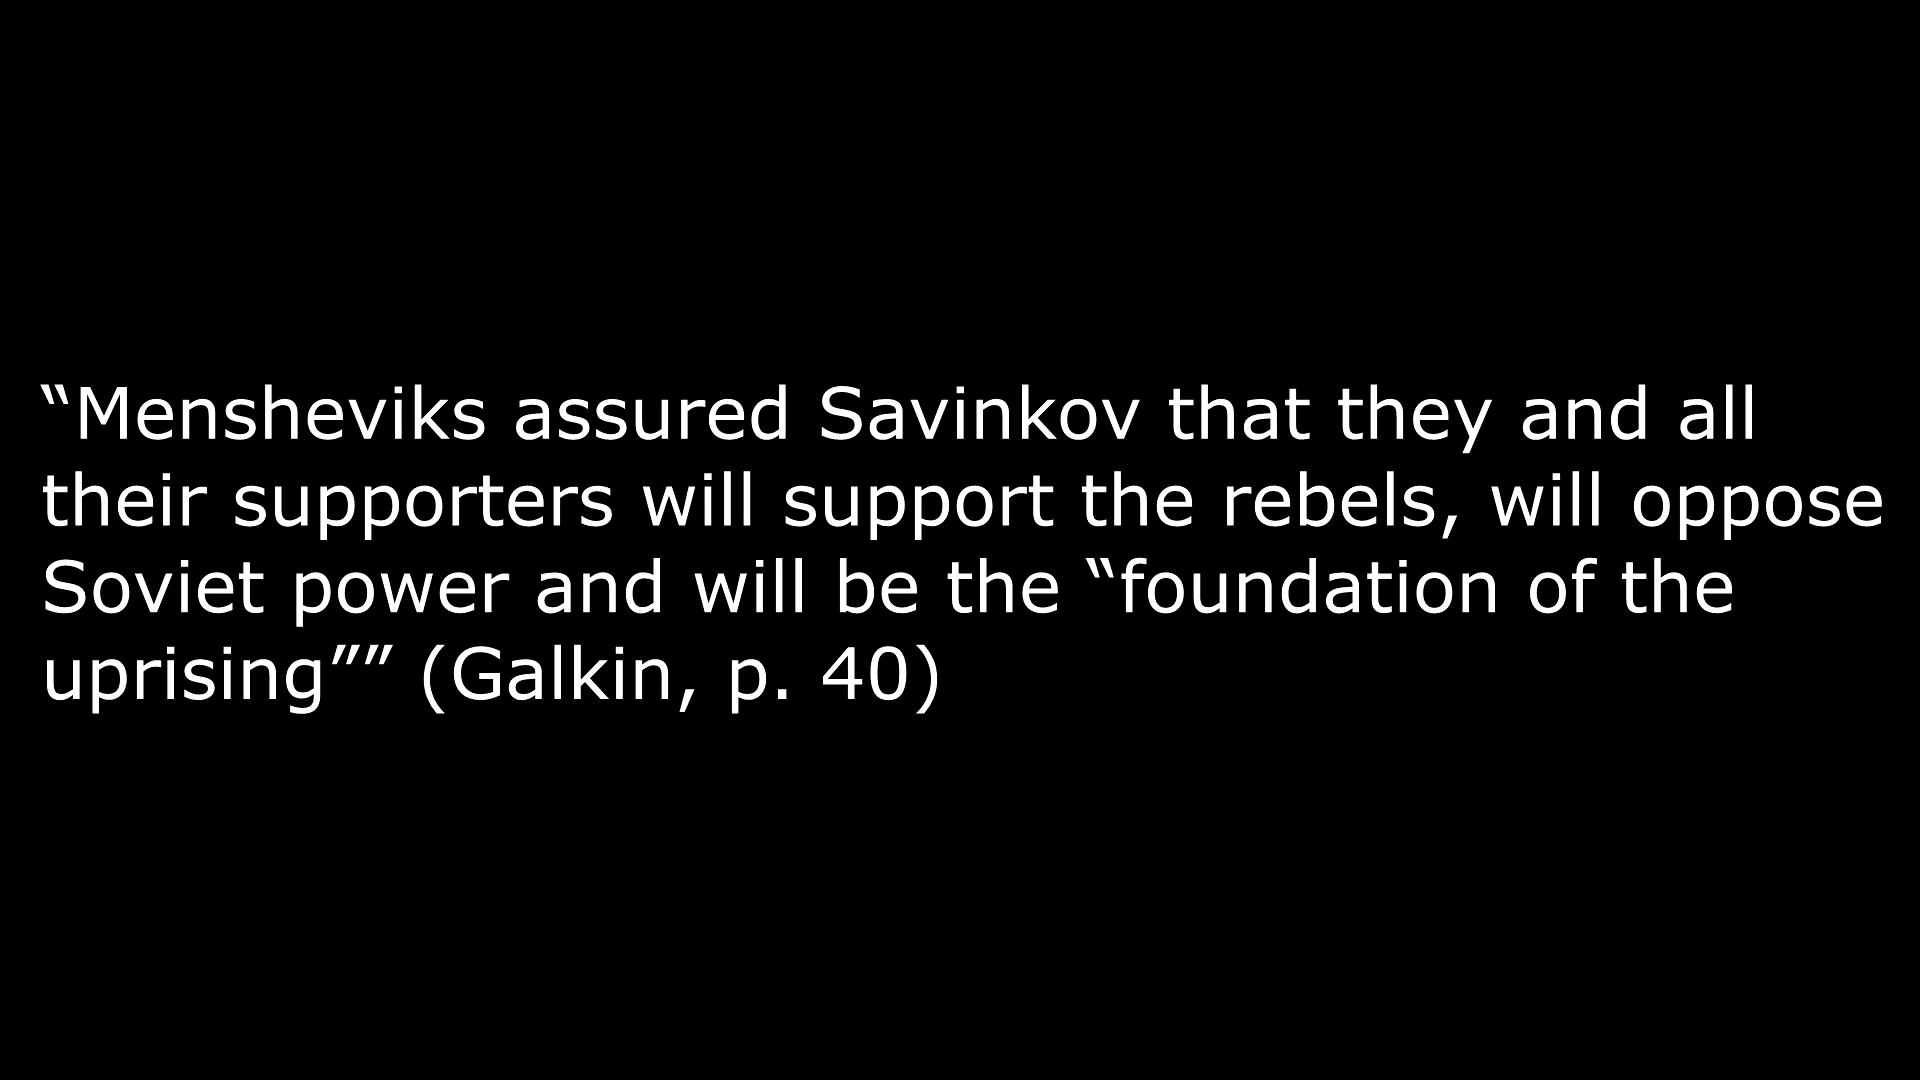 “Mensheviks assured Savinkov that they and all
their supporters will support the rebels, will oppose
Soviet power and will be the “foundation of the
uprising”” (Galkin, p. 40)